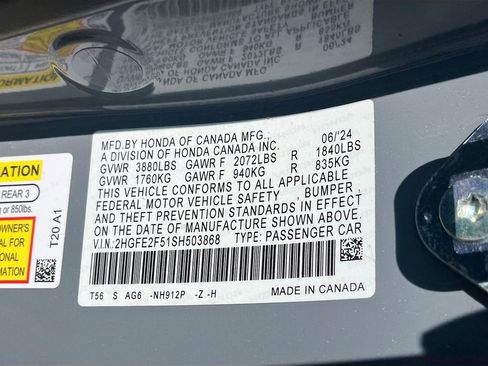 MFD.BY HONDA OF CANADA MFG., 06/'24
A DIVISION OF HONDA CANADA INC.
GVWR 3880LBS GAWR F 2072LBS R 1840LBS
GVWR 1760KG GAWR F 940KG R 835KG
THIS VEHICLE CONFORMS TO ALL APPLICABLE
FEDERAL MOTOR VEHICLE SAFETY , BUMPER ,
AND THEFT PREVENTION STANDARDS IN EFFECT
ON THE DATE OF MANUFACTURE SHOWN ABOVE.
V.I.N: 2HGFE2F51SH503868 TYPE: PASSENGER CAR
T56 S AG6 -NH912P -Z -H
MADE IN CANADA
REAR 3
or 850lbs.
OWNER'S
AL FOR
IONAL
MATION
T20 A1